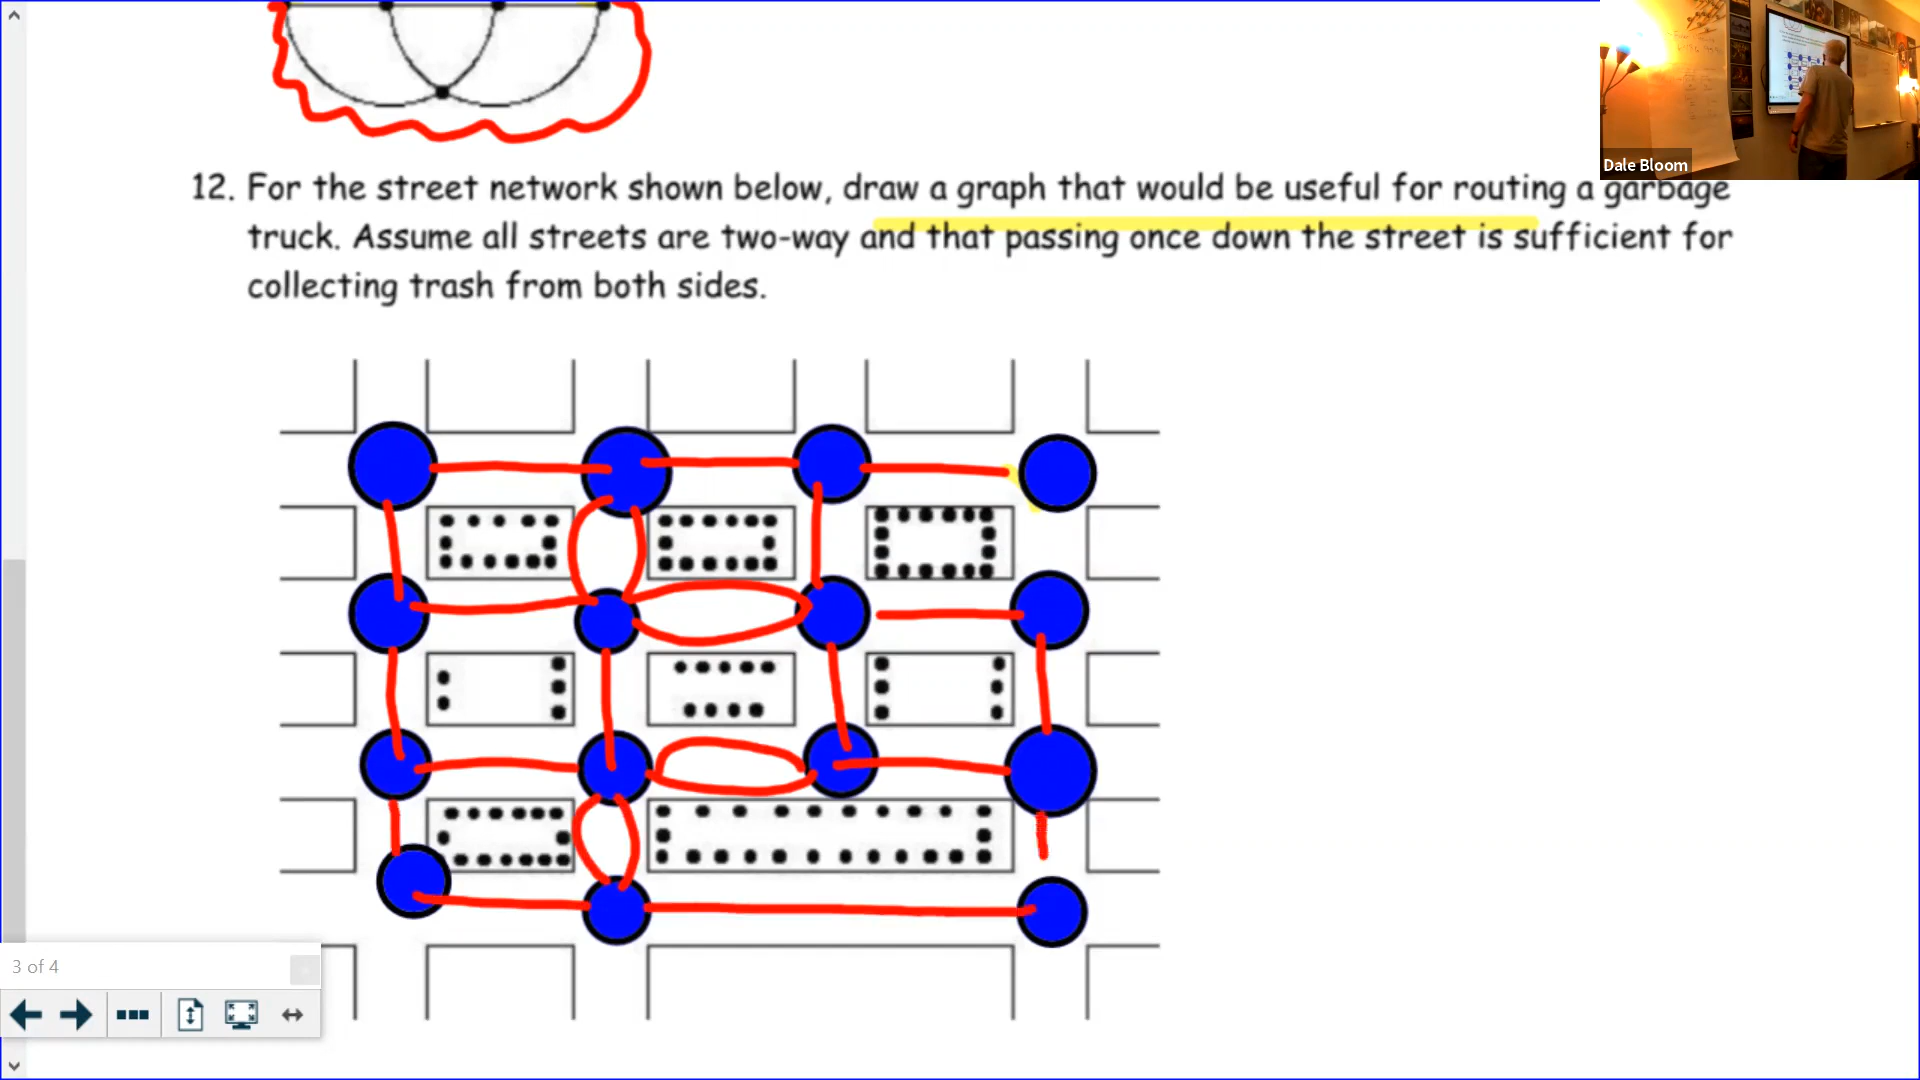 Dale Bloom
12. For the street network shown below, draw a graph that would be useful for routing a garbage
truck. Assume all streets are two-way and that passing once down the street is sufficient for
collecting trash from both sides.
3 of 4